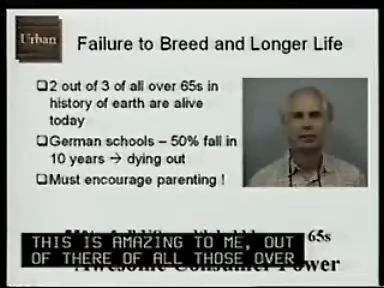 Urban
Failure to Breed and Longer Life
❑2 out of 3 of all over 65s in
history of earth are alive
today
❑German schools – 50% fall in
10 years → dying out
❑Must encourage parenting !
65s
THIS IS AMAZING TO ME, OUT
OF THERE OF ALL THOSE OVER
Awesome Consumer Power